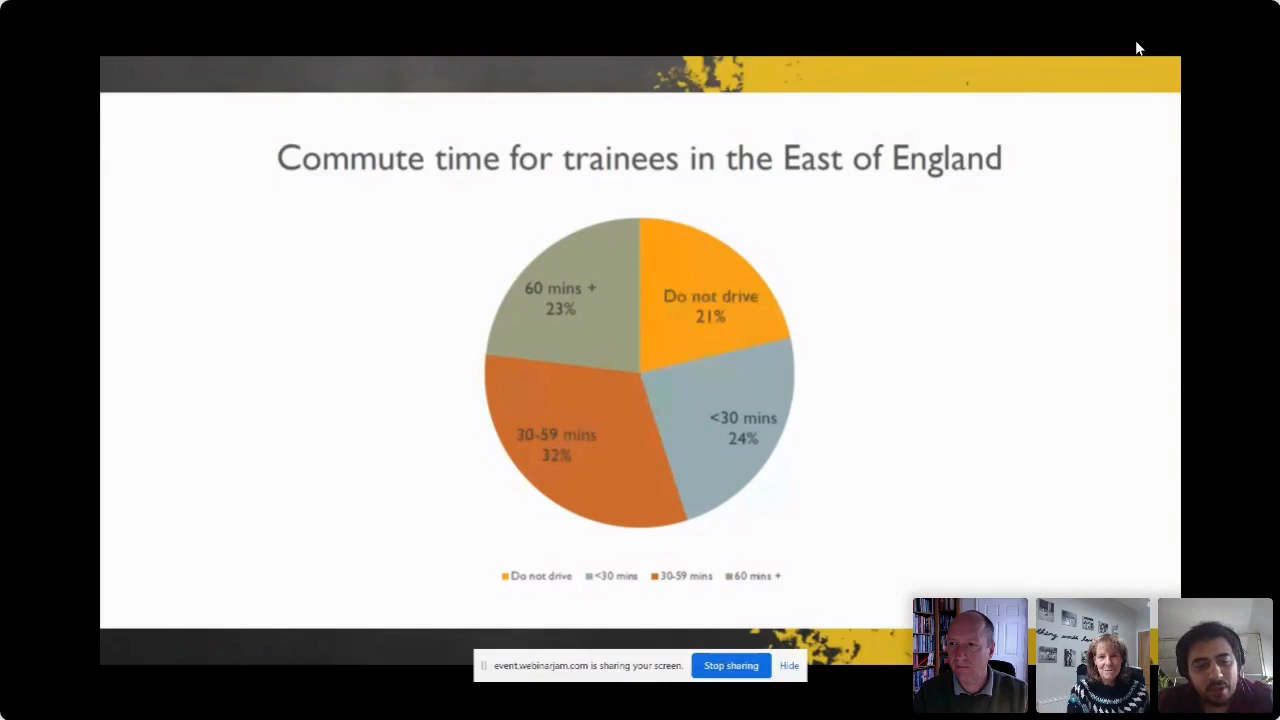 Commute time for trainees in the East of England
60 mins +
23%
Do not drive
21%
<30 mins
24%
30-59 mins
32%
Do not drive <30 mins 30-59 mins 60 mins +
event.webinarjam.com is sharing your screen. Stop sharing Hide